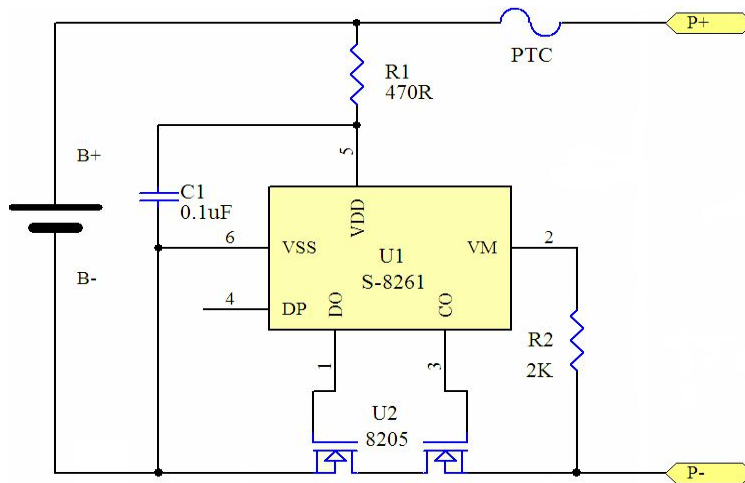 P+
PTC
R1
470R
5
B+
C1
0.1uF
VDD
6
VSS
U1
VM
2
S-8261
B-
4
DP
DO
CO
R2
2K
1
3
U2
8205
P-